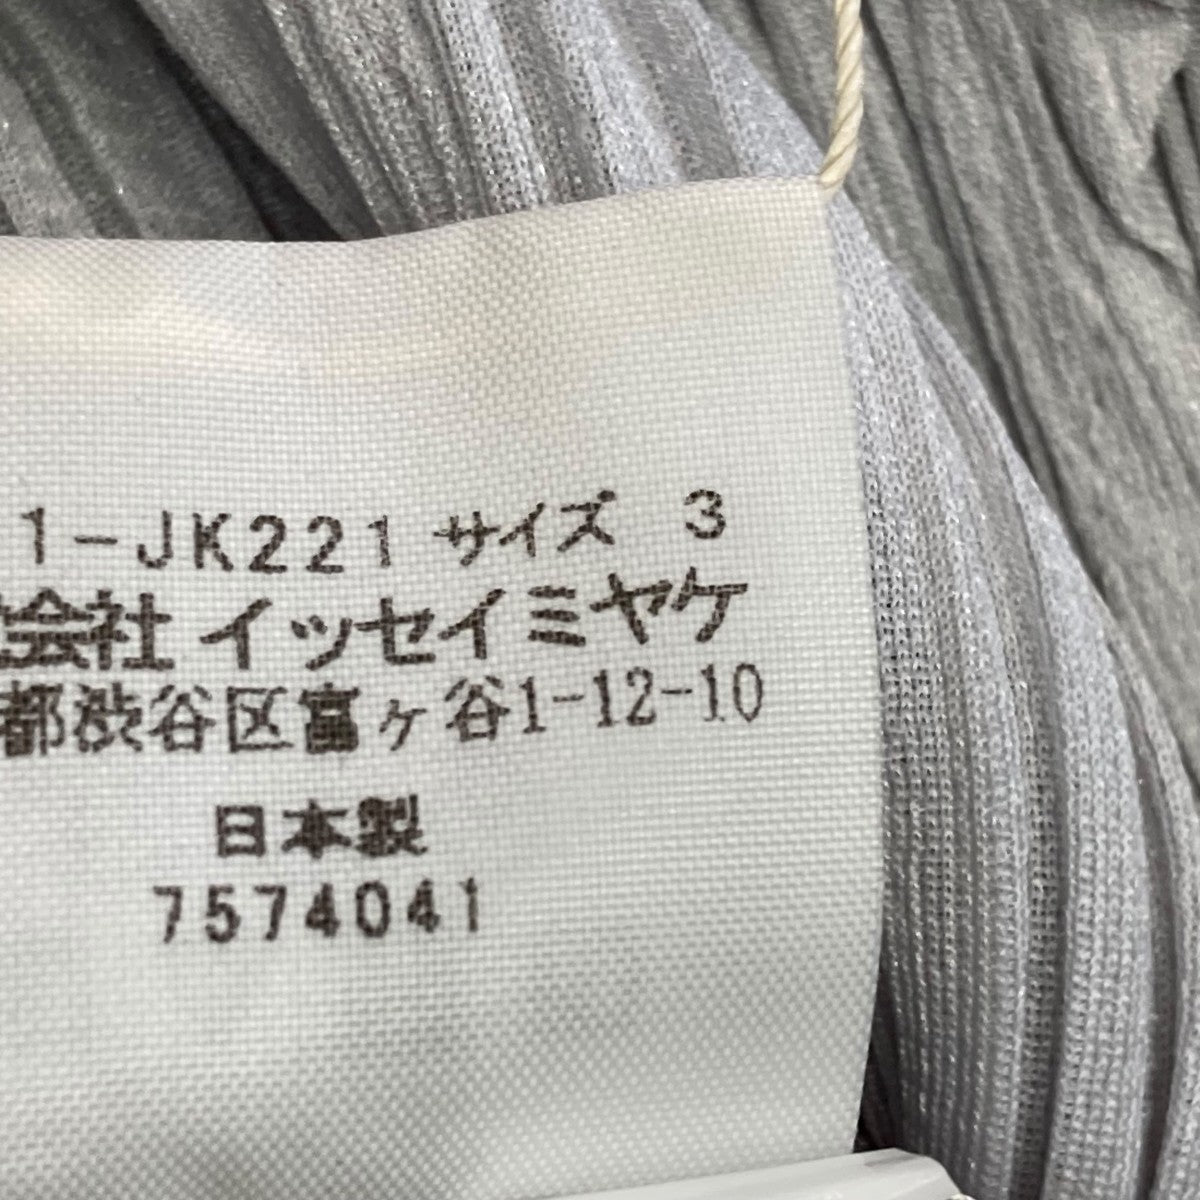 1-JK221 サイズ 3
会社 イッセイミヤケ
都渋谷区富ヶ谷1-12-10
日本製
7574041